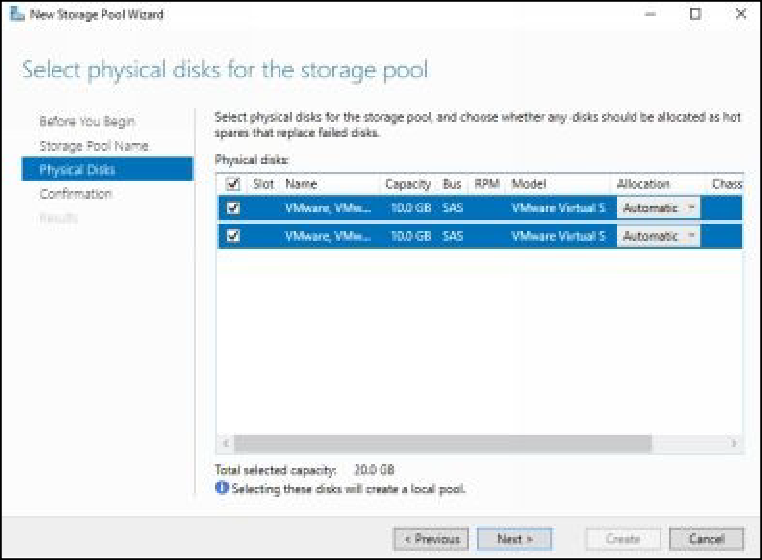 New Storage Pool Wizard
Select physical disks for the storage pool
Before You Begin
Storage Pool Name
Physical Disks
Confirmation
Results
Select physical disks for the storage pool, and choose whether any disks should be allocated as hot
spares that replace failed disks.
Physical disks:
Slot Name Capacity Bus RPM Model Allocation Chass
VMware, VMw... 10.0 GB SAS VMware Virtual S Automatic
VMware, VMw... 10.0 GB SAS VMware Virtual S Automatic
Total selected capacity: 20.0 GB
Selecting these disks will create a local pool.
< Previous Next > Create Cancel